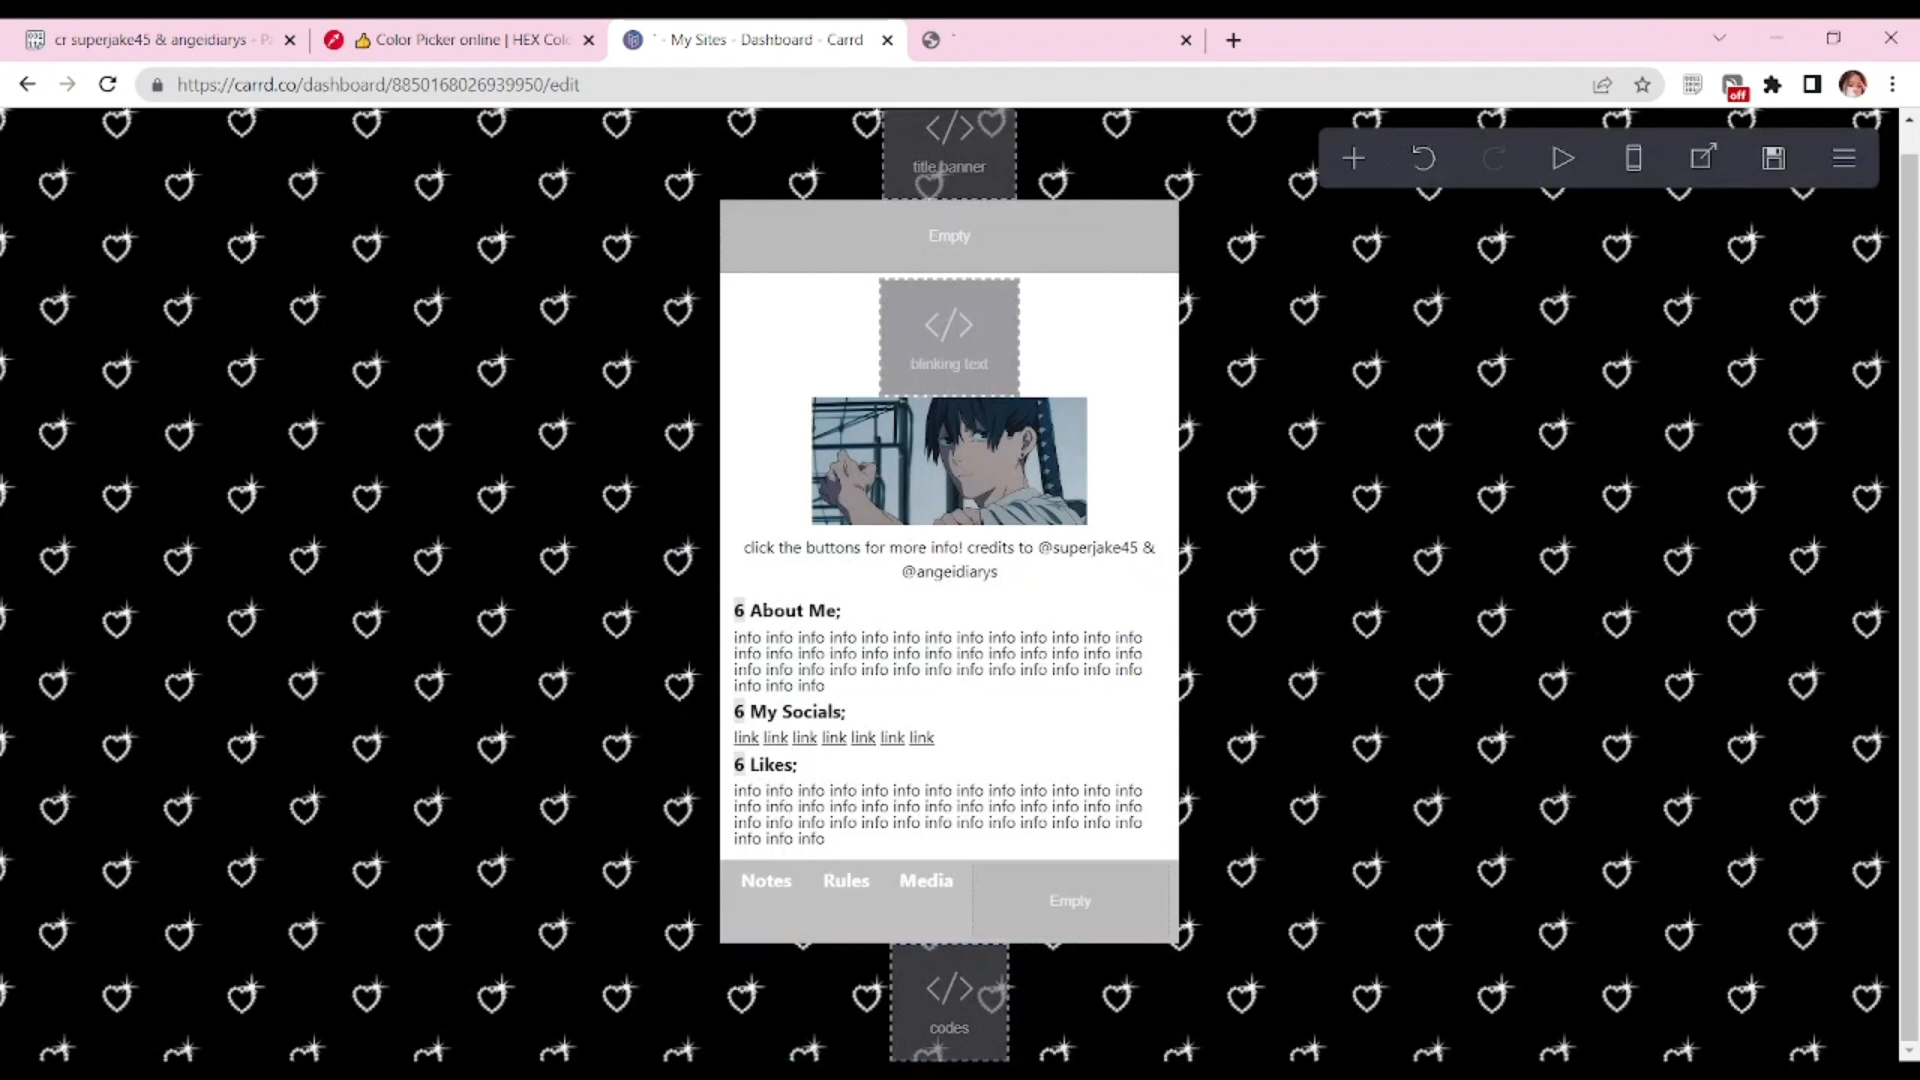 cr superjake45 & angeidiarys - Pa
Color Picker online | HEX Colo
` - My Sites - Dashboard - Carrd
`
https://carrd.co/dashboard/8850168026939950/edit
off
title banner
Empty
</>
blinking text
click the buttons for more info! credits to @superjake45 &
@angeidiarys
6 About Me;
info info info info info info info info info info info info info
info info info info info info info info info info info info info
info info info info info info info info info info info info info
info info info
6 My Socials;
link link link link link link link
6 Likes;
info info info info info info info info info info info info info
info info info info info info info info info info info info info
info info info info info info info info info info info info info
info info info
Notes Rules Media
Empty
</>
codes